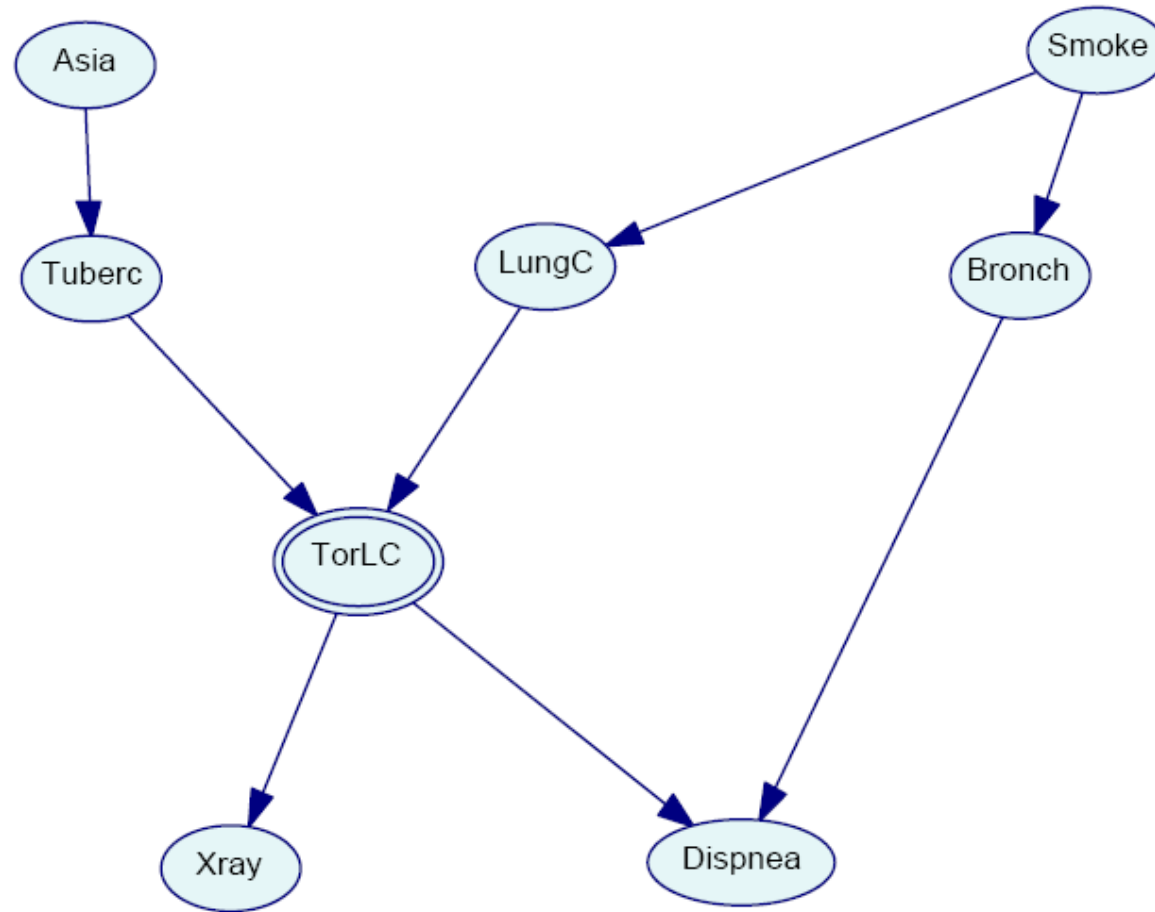 Asia
Smoke
Tuberc
LungC
Bronch
TorLC
Xray
Dispnea